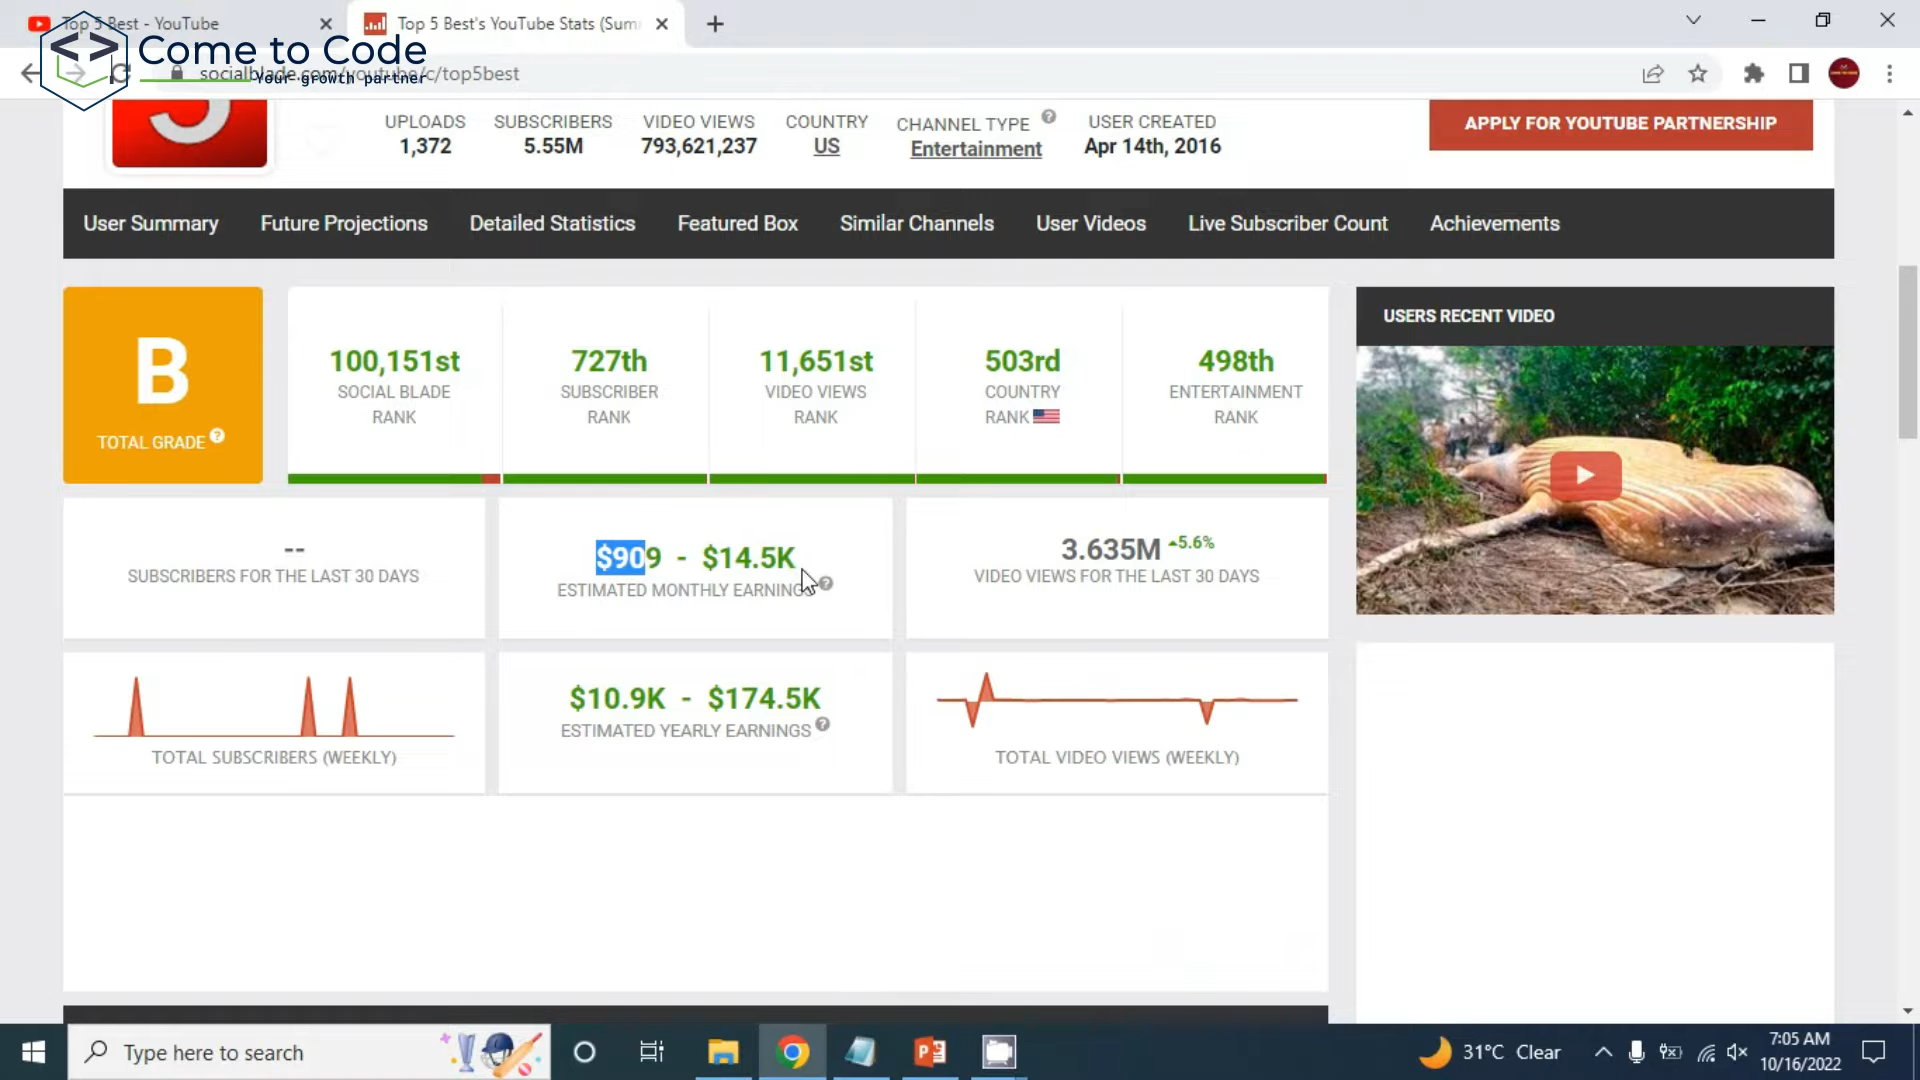 Top 5 Best - YouTube
Top 5 Best's YouTube Stats (Sum
Come to Code
Your growth partner
socialblade.com/youtube/c/top5best
UPLOADS
1,372
SUBSCRIBERS
5.55M
VIDEO VIEWS
793,621,237
COUNTRY
US
CHANNEL TYPE
Entertainment
USER CREATED
Apr 14th, 2016
APPLY FOR YOUTUBE PARTNERSHIP
User Summary
Future Projections
Detailed Statistics
Featured Box
Similar Channels
User Videos
Live Subscriber Count
Achievements
B
TOTAL GRADE
100,151st
SOCIAL BLADE
RANK
727th
SUBSCRIBER
RANK
11,651st
VIDEO VIEWS
RANK
503rd
COUNTRY
RANK
498th
ENTERTAINMENT
RANK
USERS RECENT VIDEO
--
SUBSCRIBERS FOR THE LAST 30 DAYS
$909 - $14.5K
ESTIMATED MONTHLY EARNINGS
3.635M 5.6%
VIDEO VIEWS FOR THE LAST 30 DAYS
TOTAL SUBSCRIBERS (WEEKLY)
$10.9K - $174.5K
ESTIMATED YEARLY EARNINGS
TOTAL VIDEO VIEWS (WEEKLY)
Type here to search
31°C Clear
7:05 AM
10/16/2022